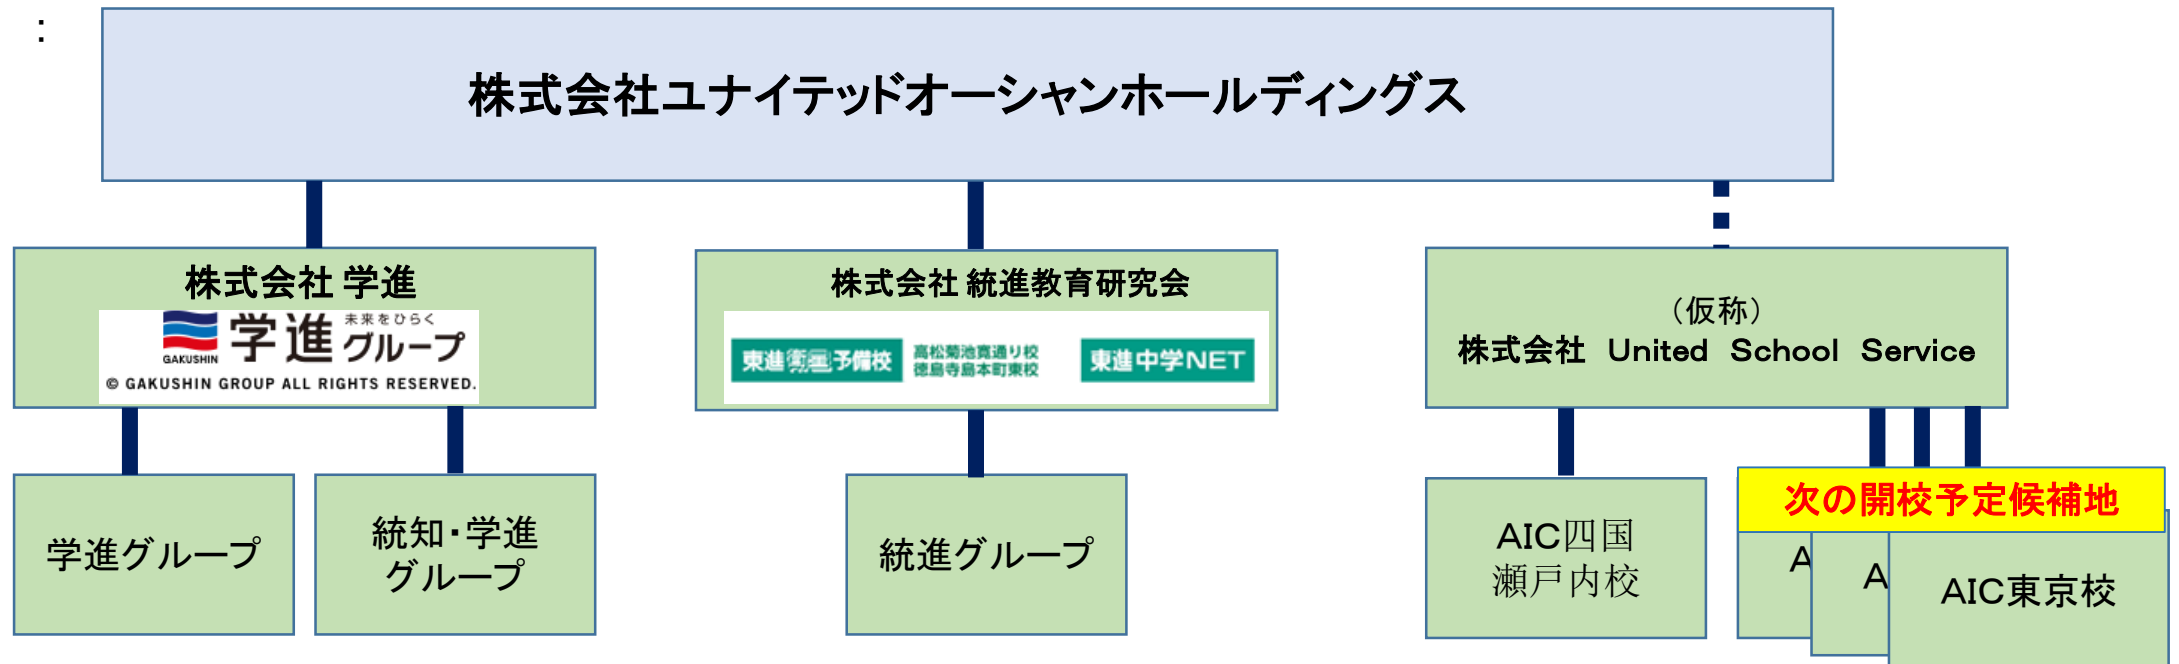 :
株式会社ユナイテッドオーシャンホールディングス
株式会社 学進
GAKUSHIN
学進
未来をひらく
グループ
© GAKUSHIN GROUP ALL RIGHTS RESERVED.
株式会社 統進教育研究会
東進衛星予備校
高松菊池寛通り校
徳島寺島本町東校
東進中学NET
（仮称）
株式会社 United School Service
学進グループ
統知・学進
グループ
統進グループ
AIC四国
瀬戸内校
次の開校予定候補地
A
A
AIC東京校